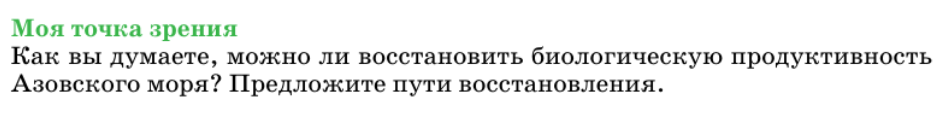 Моя точка зрения
Как вы думаете, можно ли восстановить биологическую продуктивность
Азовского моря? Предложите пути восстановления.